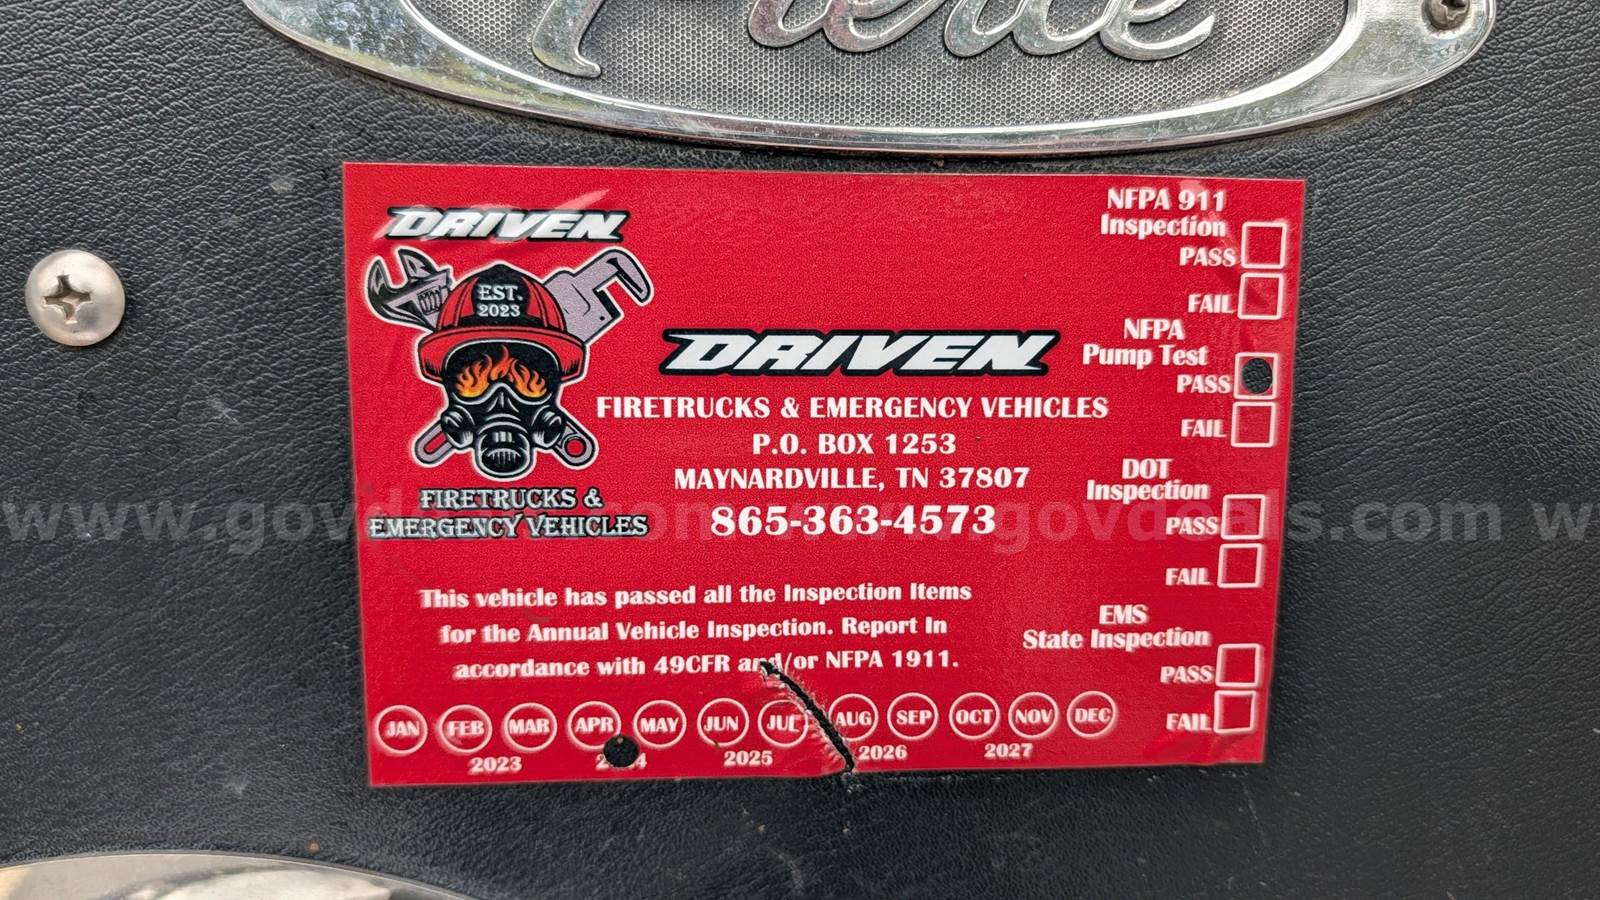 Pierce
DRIVEN
EST.
2023
FIRETRUCKS &
EMERGENCY VEHICLES
DRIVEN
FIRETRUCKS & EMERGENCY VEHICLES
P.O. BOX 1253
MAYNARDVILLE, TN 37807
865-363-4573
This vehicle has passed all the Inspection Items
for the Annual Vehicle Inspection. Report In
accordance with 49CFR and/or NFPA 1911.
JAN FEB MAR APR MAY JUN JUL AUG SEP OCT NOV DEC
2023 2024 2025 2026 2027
NFPA 911
Inspection
PASS
FAIL
NFPA
Pump Test
PASS
FAIL
DOT
Inspection
PASS
FAIL
EMS
State Inspection
PASS
FAIL
www.govdeals.com www.govdeals.com w